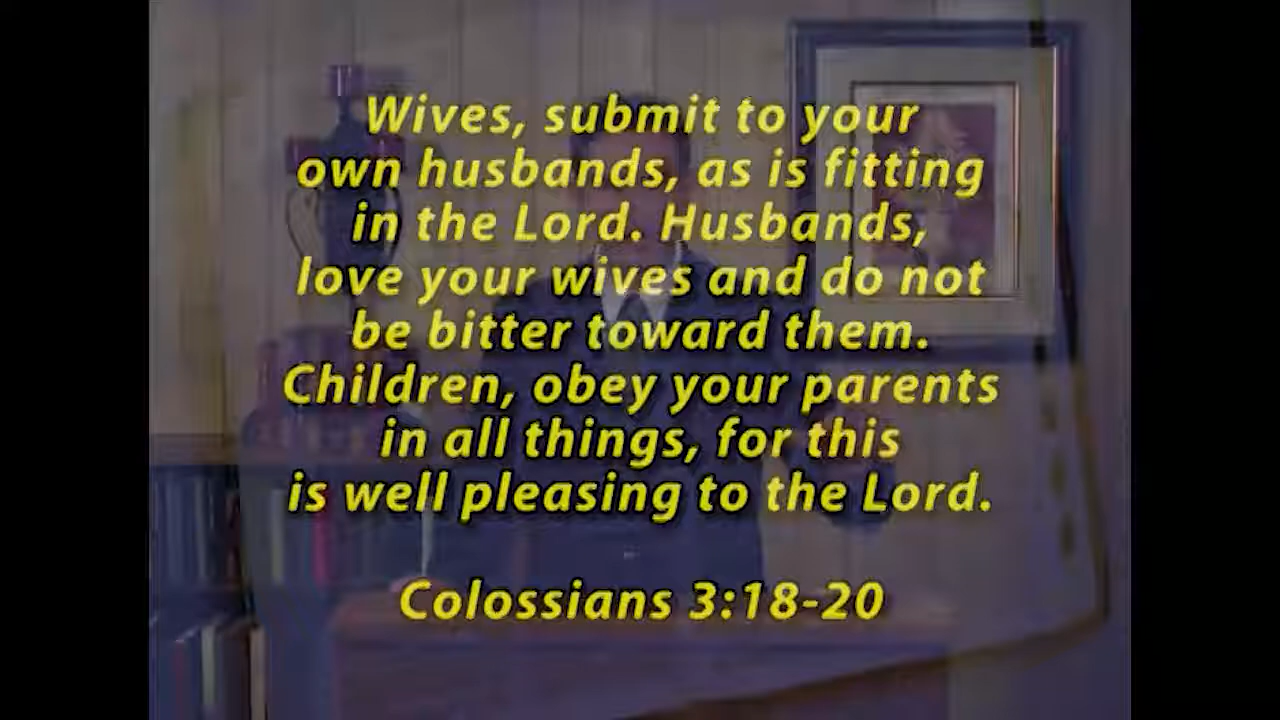 Wives, submit to your
own husbands, as is fitting
in the Lord. Husbands,
love your wives and do not
be bitter toward them.
Children, obey your parents
in all things, for this
is well pleasing to the Lord.
Colossians 3:18-20